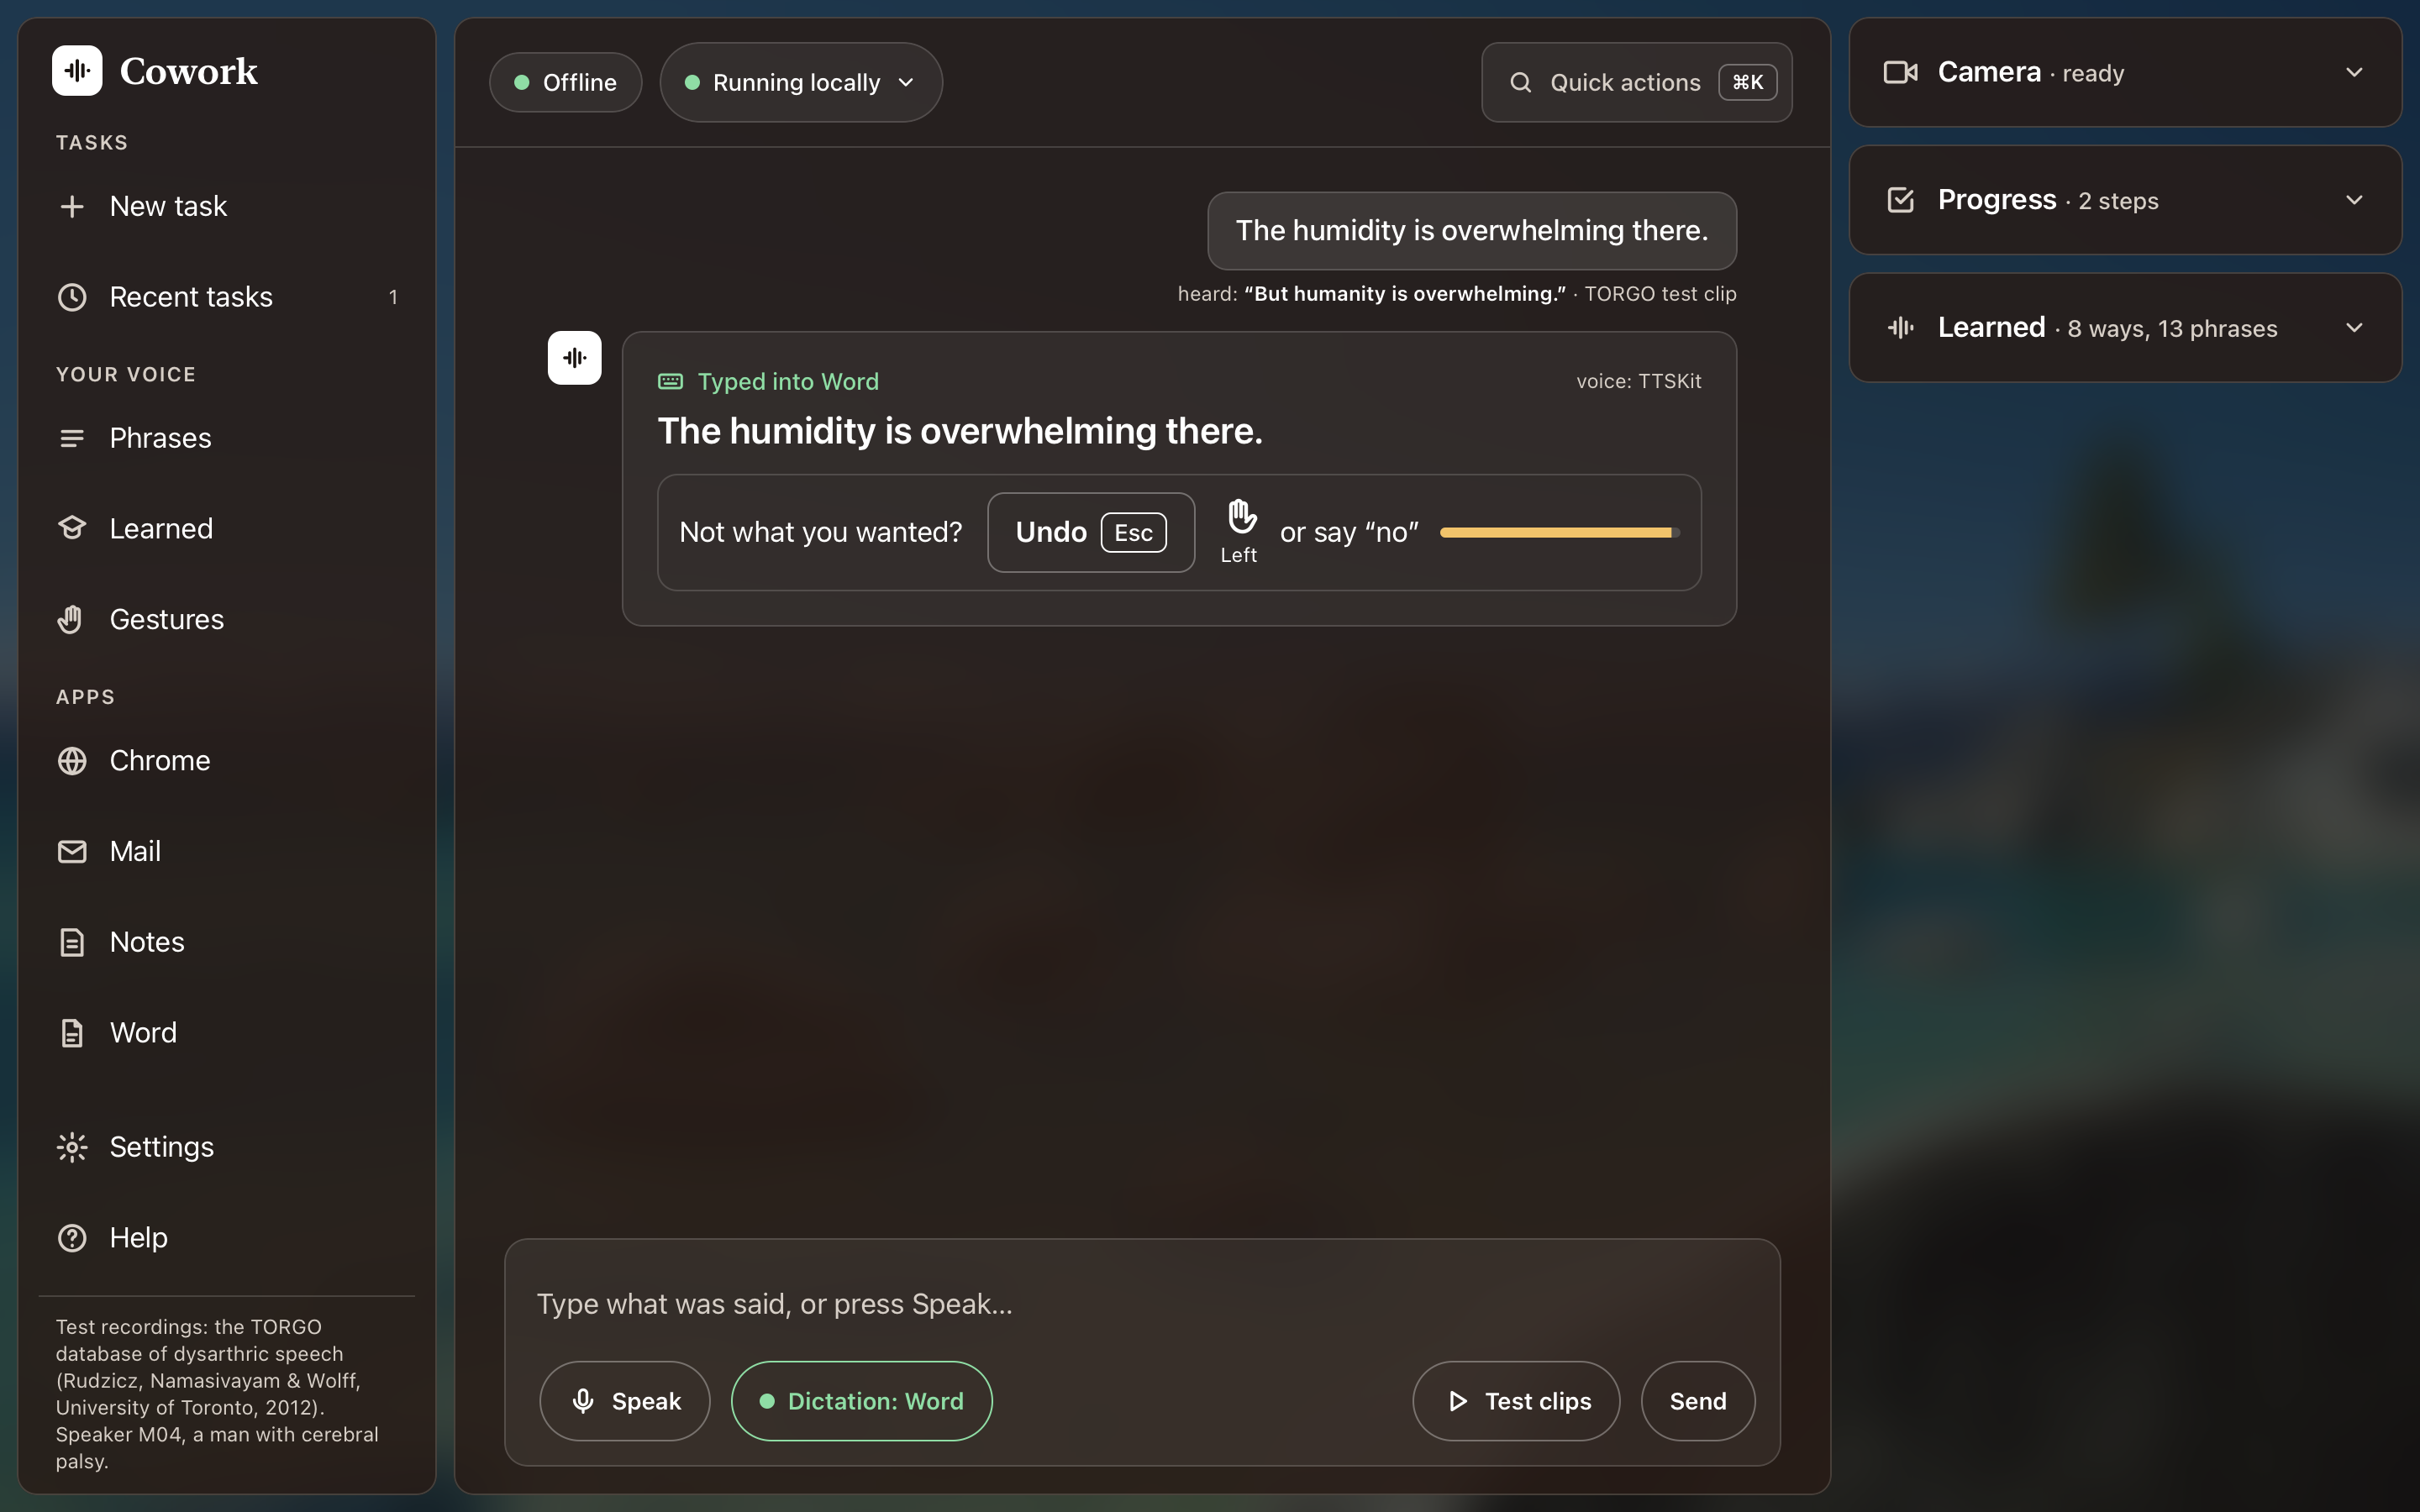 Cowork
TASKS
New task
Recent tasks 1
YOUR VOICE
Phrases
Learned
Gestures
APPS
Chrome
Mail
Notes
Word
Settings
Help
Test recordings: the TORGO
database of dysarthric speech
(Rudzicz, Namasivayam & Wolff,
University of Toronto, 2012).
Speaker M04, a man with cerebral
palsy.
Offline
Running locally
Quick actions ⌘K
The humidity is overwhelming there.
heard: “But humanity is overwhelming.” · TORGO test clip
Typed into Word voice: TTSKit
The humidity is overwhelming there.
Not what you wanted? Undo Esc Left or say “no”
Type what was said, or press Speak...
Speak Dictation: Word Test clips Send
Camera · ready
Progress · 2 steps
Learned · 8 ways, 13 phrases